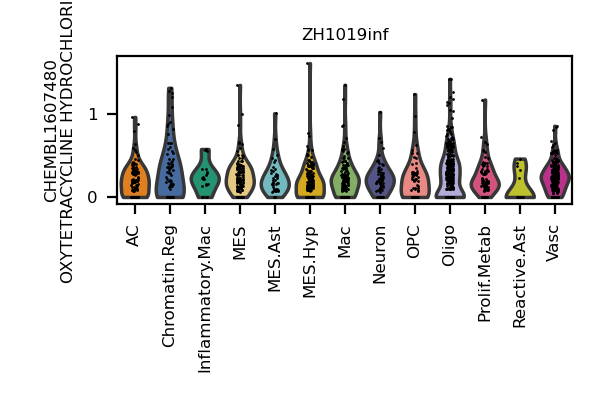 ZH1019inf
CHEMBL1607480
OXYTETRACYCLINE HYDROCHLORI
1
0
AC
Chromatin.Reg
Inflammatory.Mac
MES
MES.Ast
MES.Hyp
Mac
Neuron
OPC
Oligo
Prolif.Metab
Reactive.Ast
Vasc